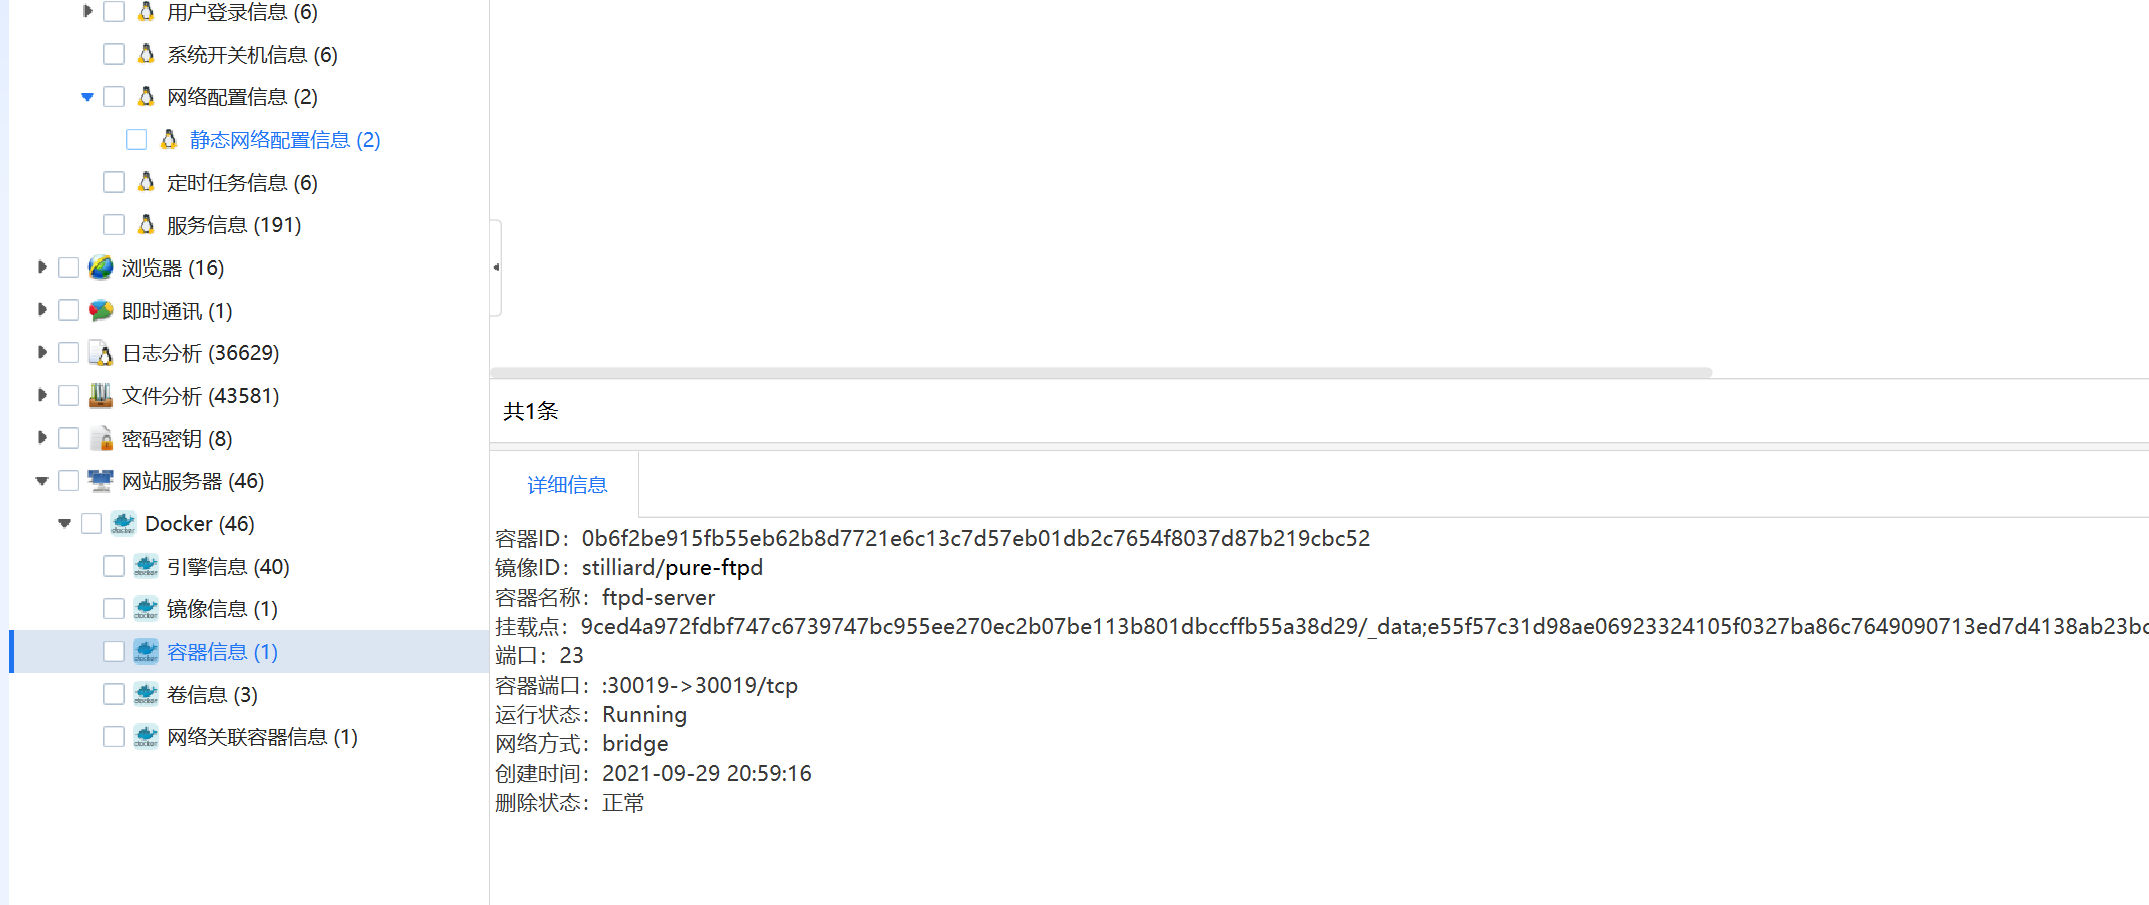 用户登录信息 (6)
系统开关机信息 (6)
网络配置信息 (2)
静态网络配置信息 (2)
定时任务信息 (6)
服务信息 (191)
浏览器 (16)
即时通讯 (1)
日志分析 (36629)
文件分析 (43581)
密码密钥 (8)
网站服务器 (46)
Docker (46)
引擎信息 (40)
镜像信息 (1)
容器信息 (1)
卷信息 (3)
网络关联容器信息 (1)
共1条
详细信息
容器ID：0b6f2be915fb55eb62b8d7721e6c13c7d57eb01db2c7654f8037d87b219cbc52
镜像ID：stilliard/pure-ftpd
容器名称：ftpd-server
挂载点：9ced4a972fdbf747c6739747bc955ee270ec2b07be113b801dbccffb55a38d29/_data;e55f57c31d98ae06923324105f0327ba86c7649090713ed7d4138ab23bc
端口：23
容器端口：:30019->30019/tcp
运行状态：Running
网络方式：bridge
创建时间：2021-09-29 20:59:16
删除状态：正常